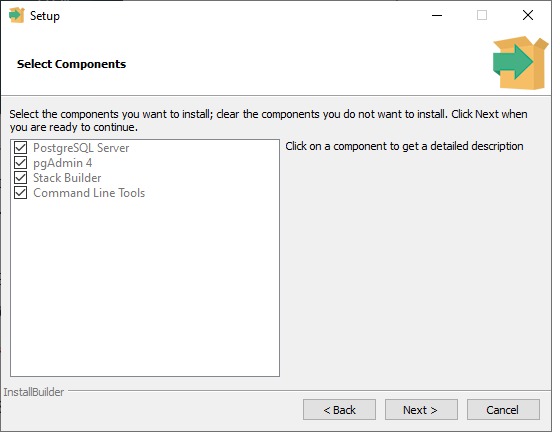 Setup
Select Components
Select the components you want to install; clear the components you do not want to install. Click Next when
you are ready to continue.
PostgreSQL Server
pgAdmin 4
Stack Builder
Command Line Tools
Click on a component to get a detailed description
InstallBuilder
< Back
Next >
Cancel